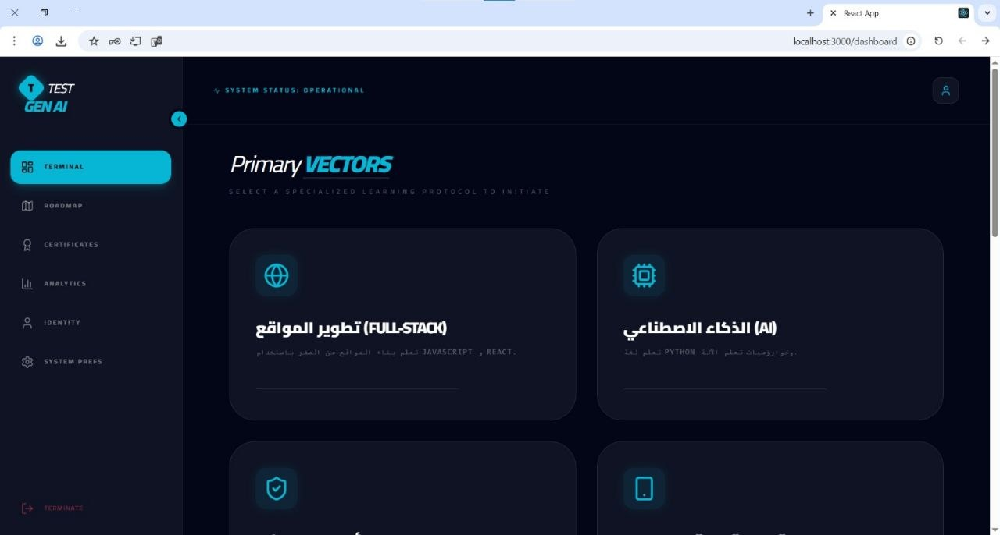 React App
localhost:3000/dashboard
T TEST
GEN AI
SYSTEM STATUS: OPERATIONAL
TERMINAL
ROADMAP
CERTIFICATES
ANALYTICS
IDENTITY
SYSTEM PREFS
TERMINATE
Primary VECTORS
SELECT A SPECIALIZED LEARNING PROTOCOL TO INITIATE
تطوير المواقع (FULL-STACK)
تعلم بناء المواقع من الصفر باستخدام JAVASCRIPT و REACT.
الذكاء الاصطناعي (AI)
تعلم لغة PYTHON وخوارزميات تعلم الآلة.